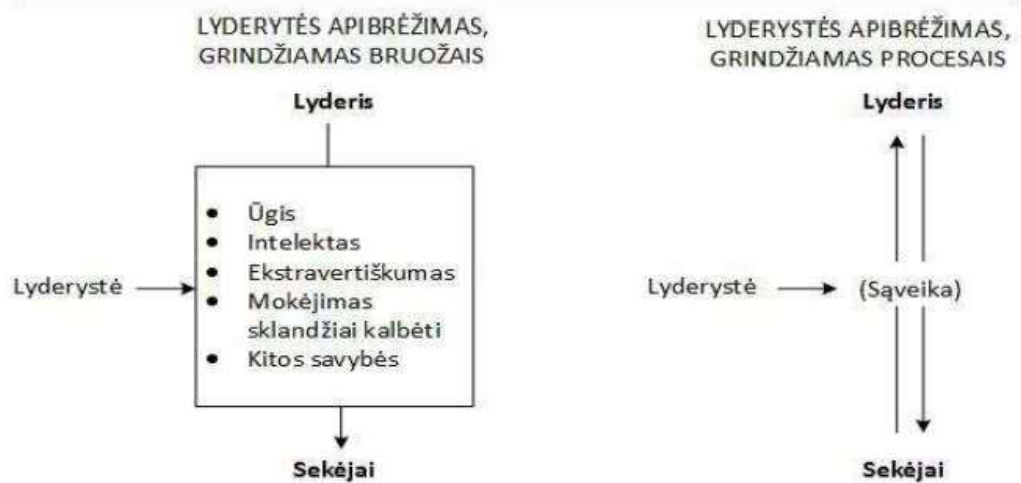 LYDERYTĖS APIBRĖŽIMAS,
GRINDŽIAMAS BRUOŽAIS
Lyderis
Lyderystė
• Ūgis
• Intelektas
• Ekstravertiškumas
• Mokėjimas
sklandžiai kalbėti
• Kitos savybės
Sekėjai
LYDERYSTĖS APIBRĖŽIMAS,
GRINDŽIAMAS PROCESAIS
Lyderis
Lyderystė
(Sąveika)
Sekėjai